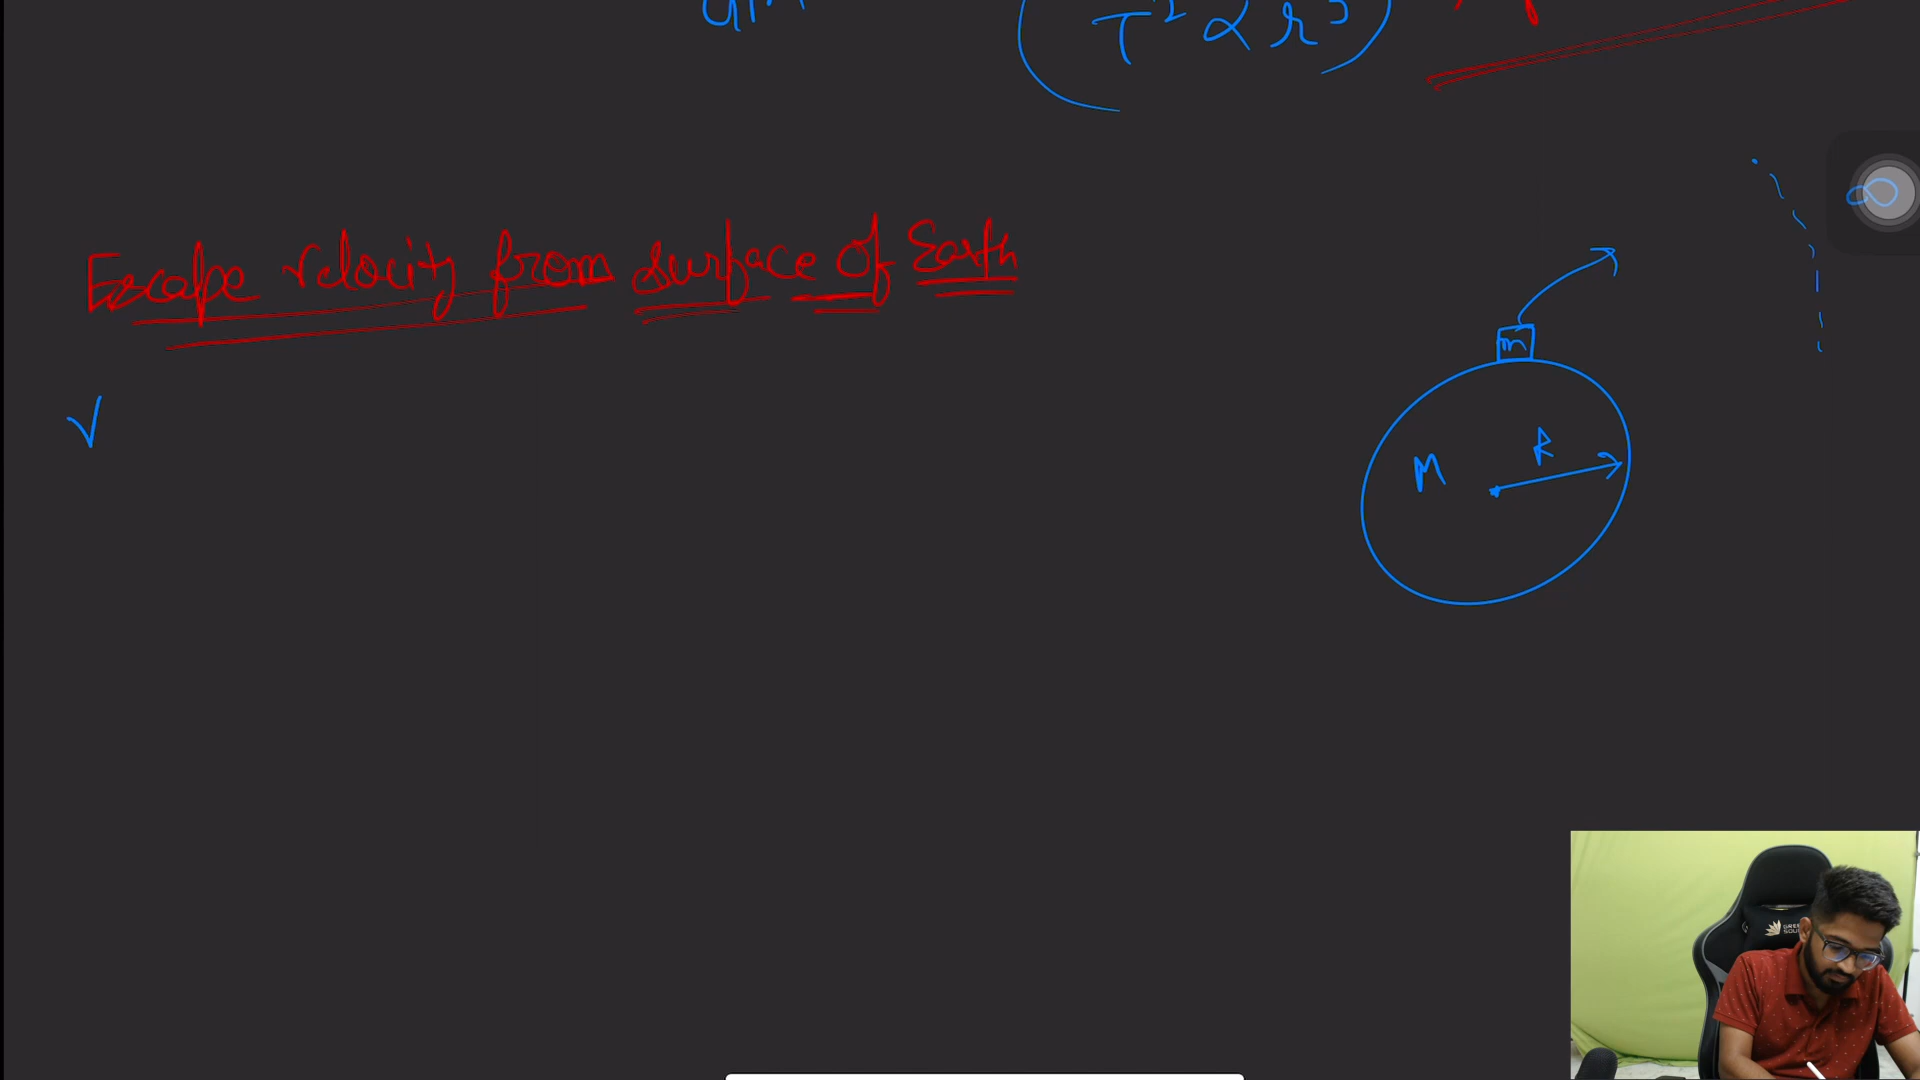 T² ∝ r³
Escape velocity from surface of Earth
∞
m
R
M